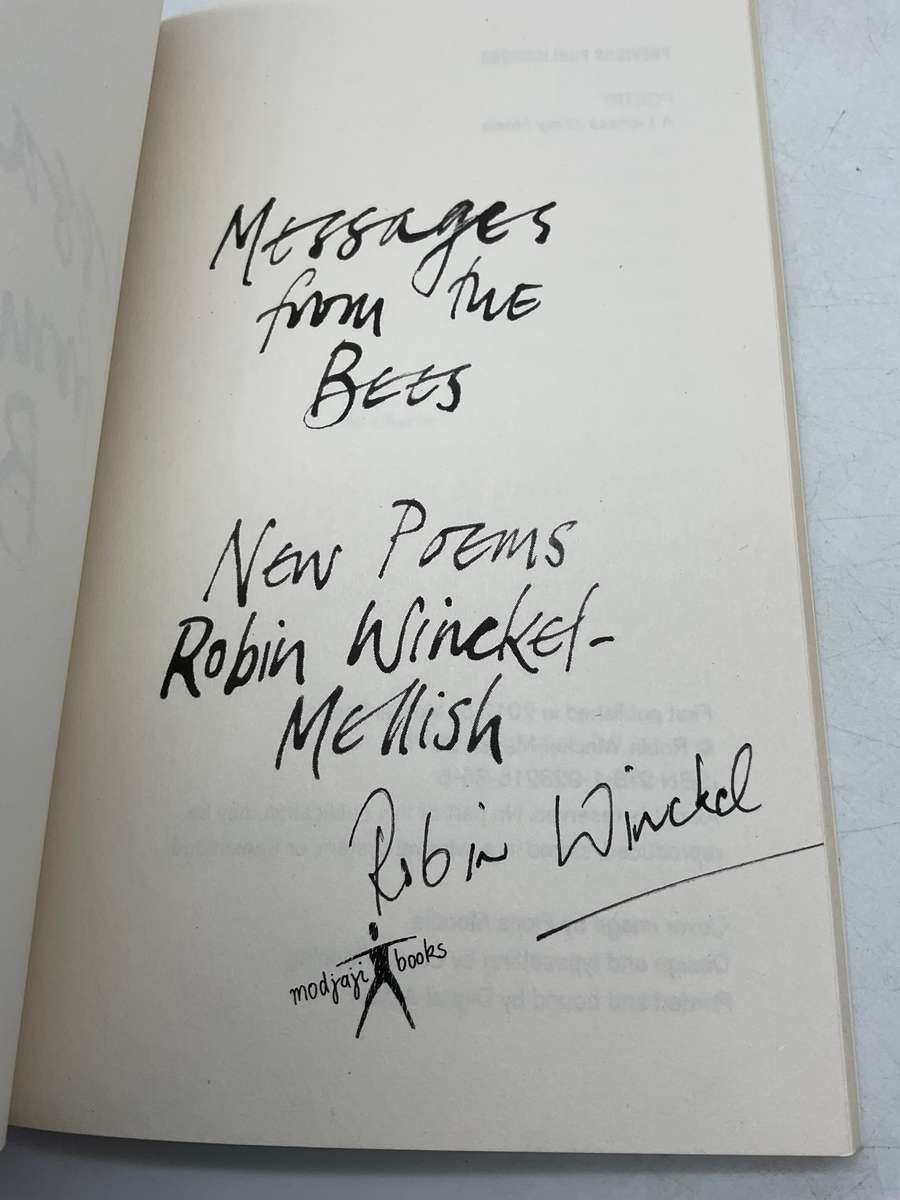 Messages
from the
Bees
New Poems
Robin Winckel-
Mellish
Robin Winckel
modjaji books